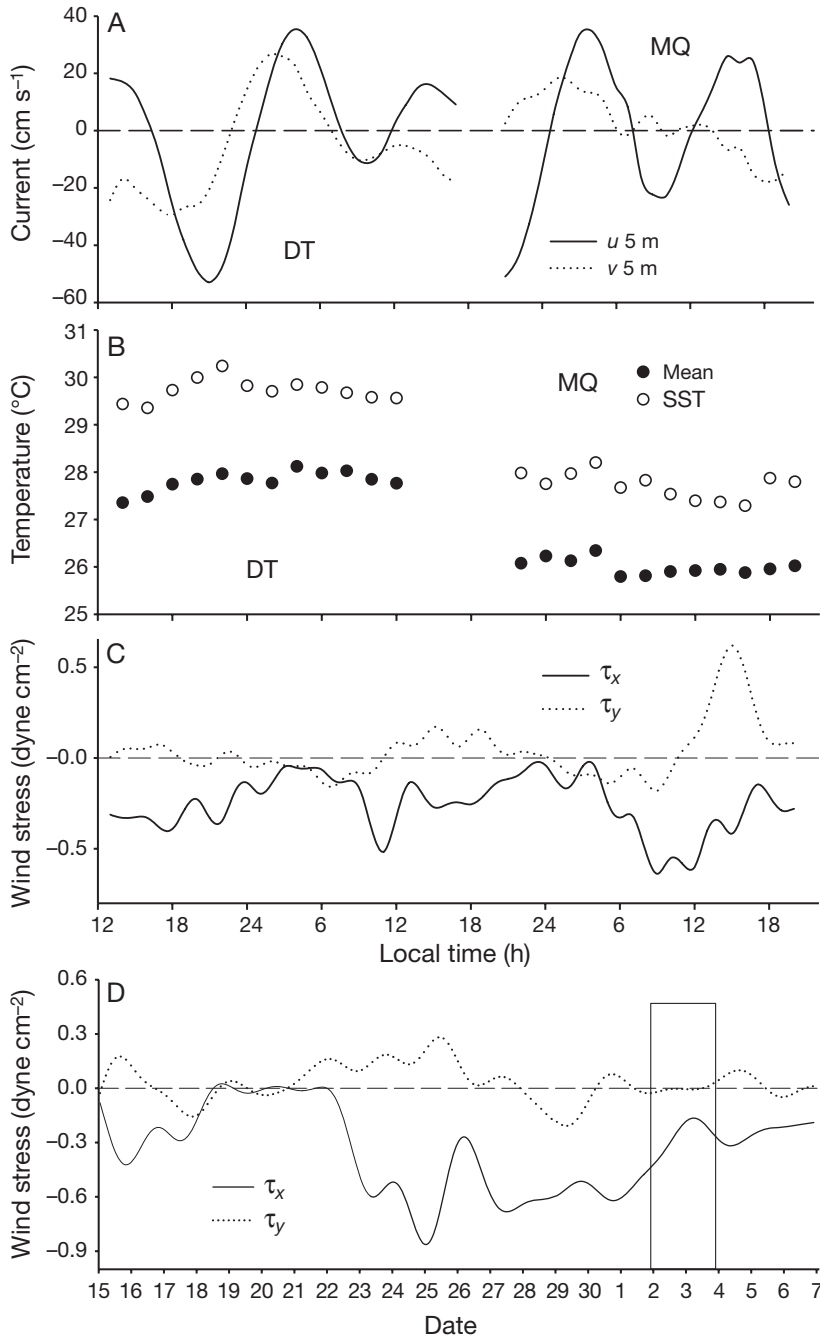 A
MQ
Current (cm s⁻¹)
40
20
0
−20
−40
−60
DT
u 5 m
v 5 m
B
MQ
Mean
SST
Temperature (°C)
31
30
29
28
27
26
25
DT
C
τx
τy
Wind stress (dyne cm⁻²)
0.5
−0.0
−0.5
12 18 24 6 12 18 24 6 12 18
Local time (h)
D
Wind stress (dyne cm⁻²)
0.6
0.3
0.0
−0.3
−0.6
−0.9
τx
τy
15 16 17 18 19 20 21 22 23 24 25 26 27 28 29 30 1 2 3 4 5 6 7
Date